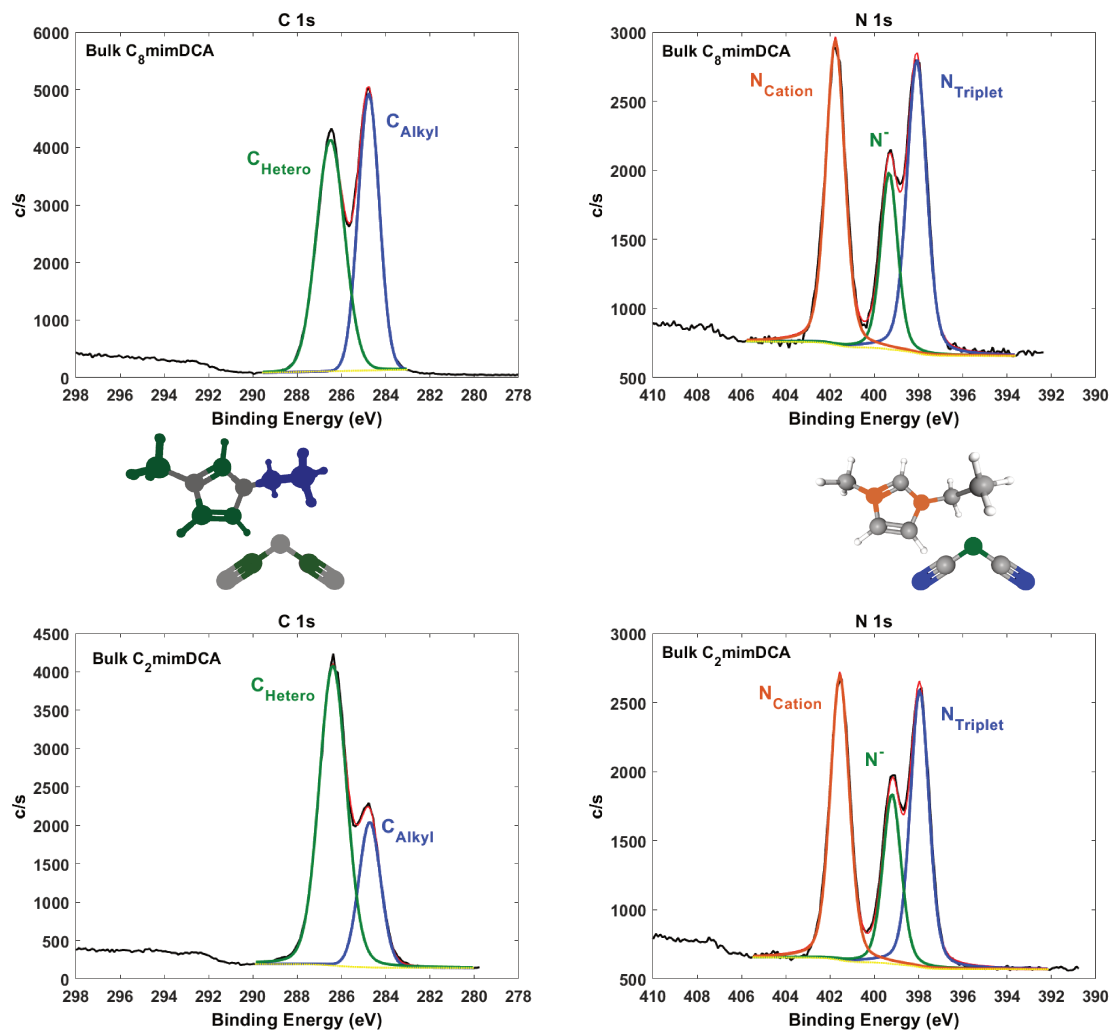 C 1s
Bulk C8mimDCA
CHetero
CAlkyl
6000
5000
4000
3000
2000
1000
0
c/s
298 296 294 292 290 288 286 284 282 280 278
Binding Energy (eV)
N 1s
Bulk C8mimDCA
NCation
N-
NTriplet
3000
2500
2000
1500
1000
500
c/s
410 408 406 404 402 400 398 396 394 392 390
Binding Energy (eV)
C 1s
Bulk C2mimDCA
CHetero
CAlkyl
4500
4000
3500
3000
2500
2000
1500
1000
500
0
c/s
298 296 294 292 290 288 286 284 282 280 278
Binding Energy (eV)
N 1s
Bulk C2mimDCA
NCation
N-
NTriplet
3000
2500
2000
1500
1000
500
c/s
410 408 406 404 402 400 398 396 394 392 390
Binding Energy (eV)